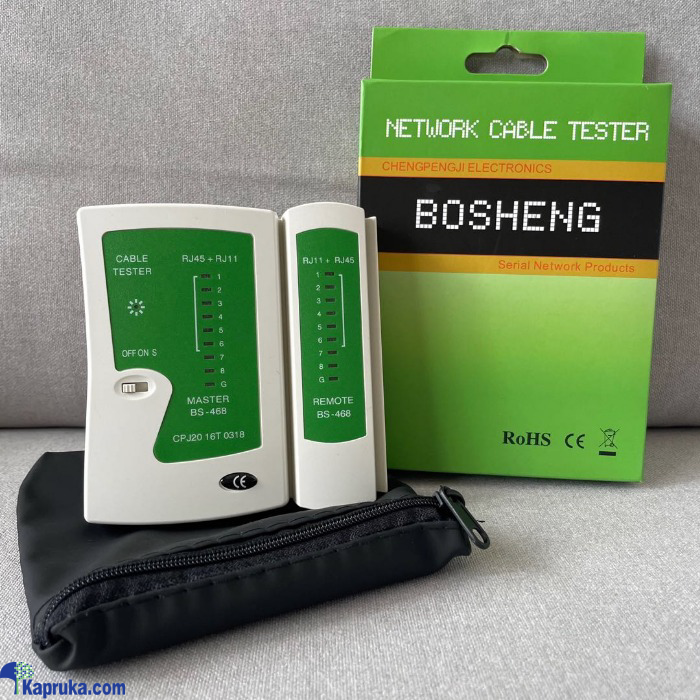 NETWORK CABLE TESTER
CHENGPENGJI ELECTRONICS
BOSHENG
Serial Network Products
RoHS CE
CABLE
TESTER
RJ45 + RJ11
1
2
3
4
5
6
7
8
G
OFF ON S
MASTER
BS-468
CPJ20 16T 0318
CE
RJ11 + RJ45
1
2
3
4
5
6
7
8
G
REMOTE
BS-468
Kapruka.com